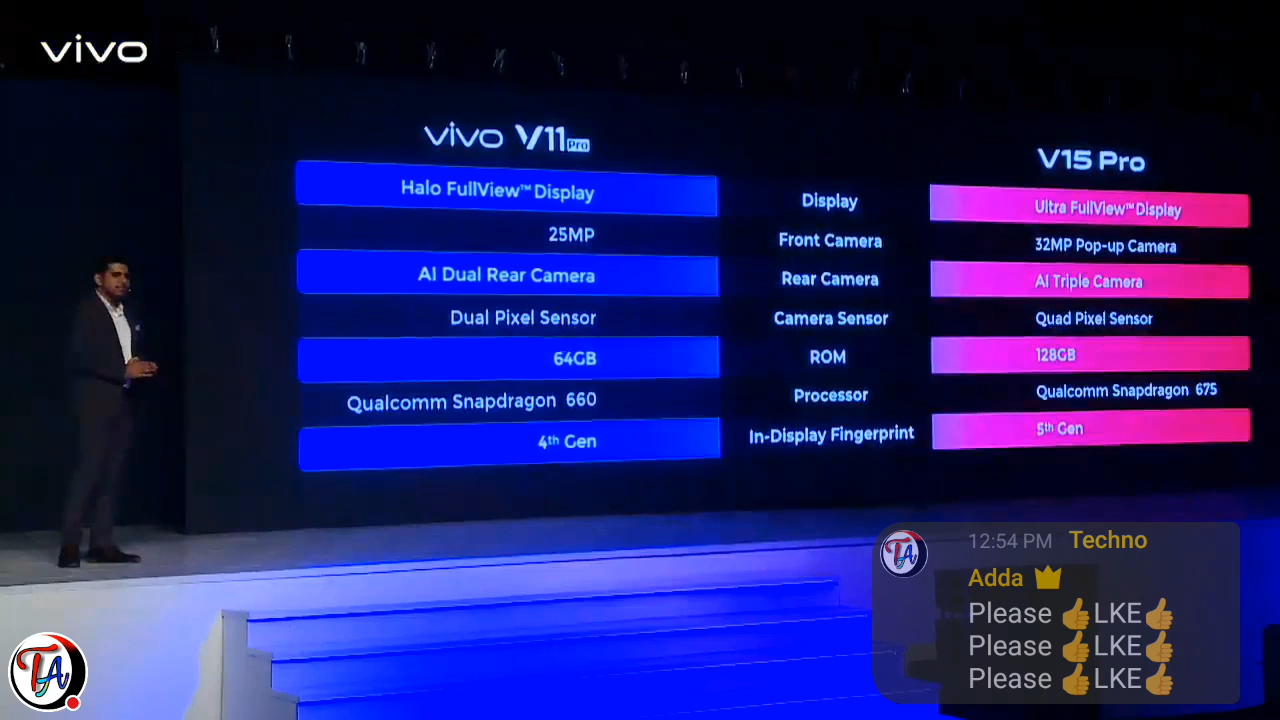 vivo
vivo V11 PRO
V15 Pro
Halo FullView™ Display Display Ultra FullView™ Display
25MP Front Camera 32MP Pop-up Camera
AI Dual Rear Camera Rear Camera AI Triple Camera
Dual Pixel Sensor Camera Sensor Quad Pixel Sensor
64GB ROM 128GB
Qualcomm Snapdragon 660 Processor Qualcomm Snapdragon 675
4th Gen In-Display Fingerprint 5th Gen
TA
12:54 PM Techno
Adda
Please 👍LKE👍
Please 👍LKE👍
Please 👍LKE👍
TA